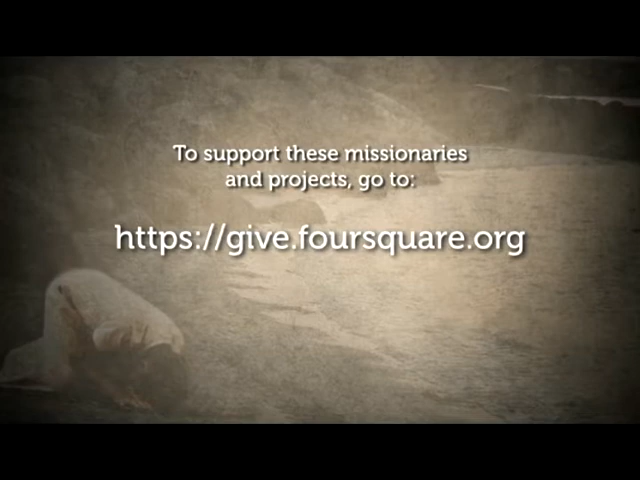 To support these missionaries
and projects, go to:
https://give.foursquare.org